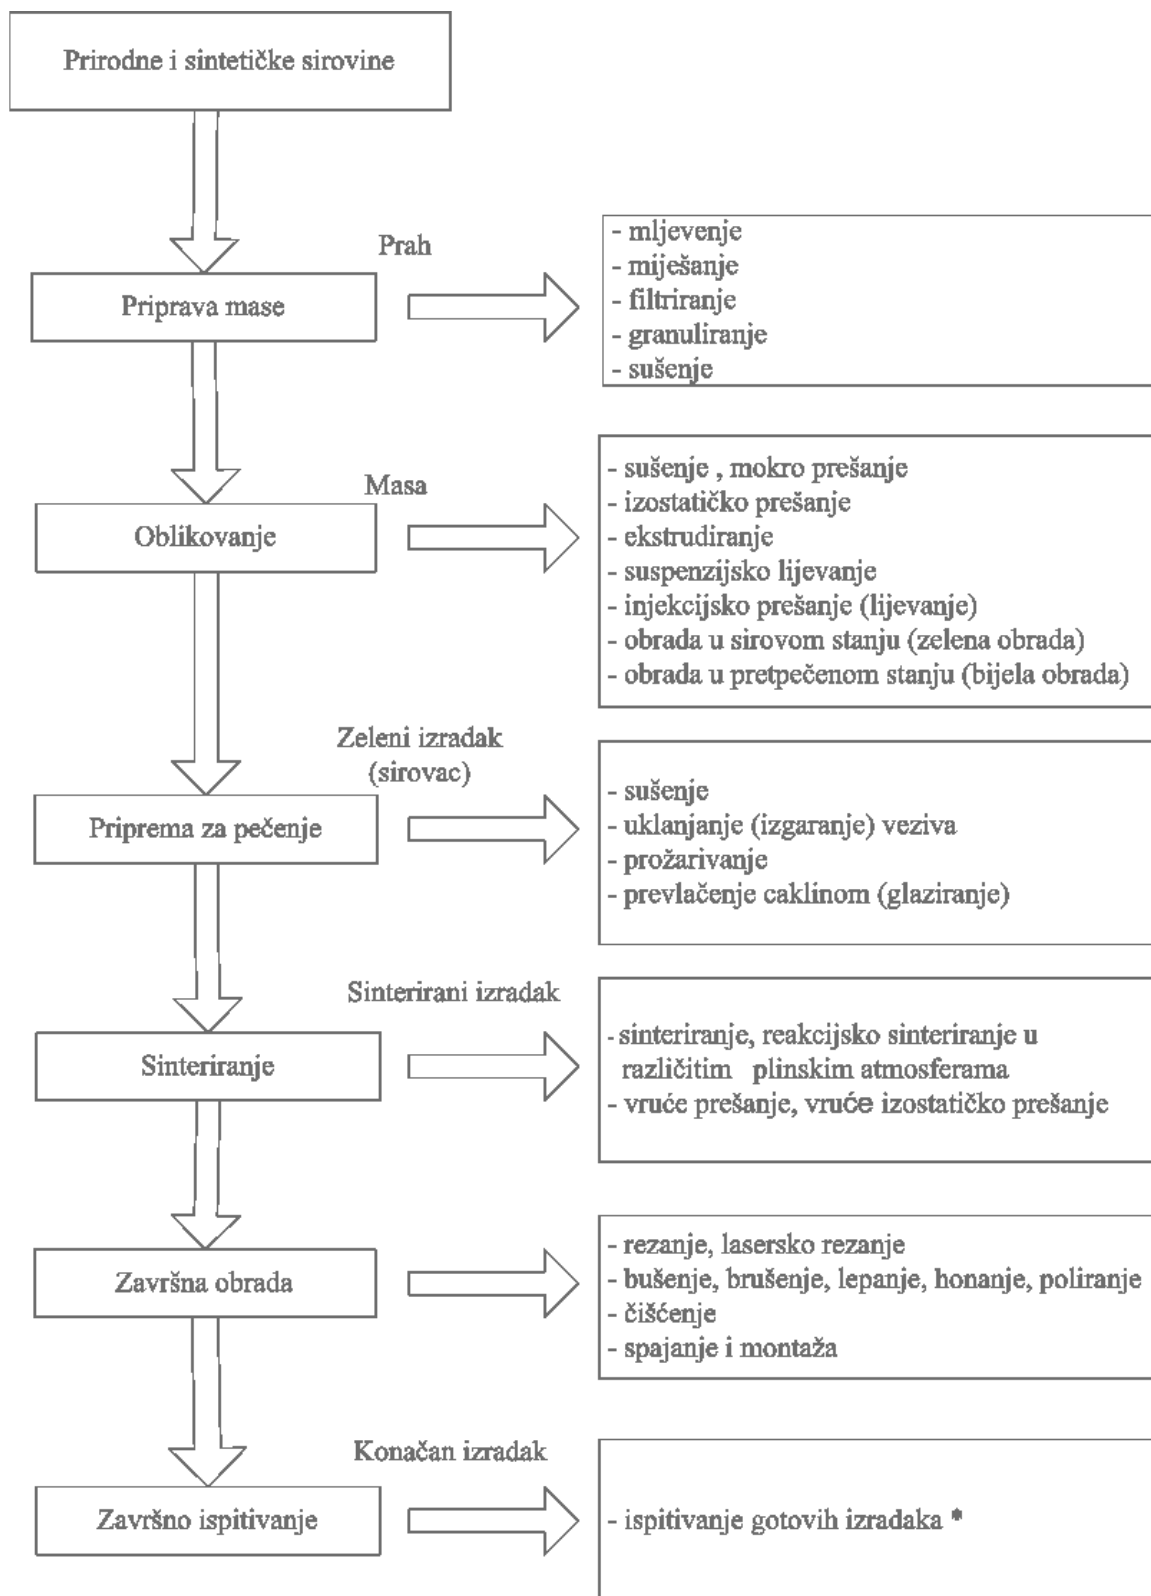 Prirodne i sintetičke sirovine
Prah
Priprava mase
- mljevenje
- miješanje
- filtriranje
- granuliranje
- sušenje
Masa
Oblikovanje
- sušenje , mokro prešanje
- izostatičko prešanje
- ekstrudiranje
- suspenzijsko lijevanje
- injekcijsko prešanje (lijevanje)
- obrada u sirovom stanju (zelena obrada)
- obrada u pretpečenom stanju (bijela obrada)
Zeleni izradak
(sirovac)
Priprema za pečenje
- sušenje
- uklanjanje (izgaranje) veziva
- prožarivanje
- prevlačenje caklinom (glaziranje)
Sinterirani izradak
Sinteriranje
- sinteriranje, reakcijsko sinteriranje u
različitim plinskim atmosferama
- vruće prešanje, vruće izostatičko prešanje
Završna obrada
- rezanje, lasersko rezanje
- bušenje, brušenje, lepanje, honanje, poliranje
- čišćenje
- spajanje i montaža
Konačan izradak
Završno ispitivanje
- ispitivanje gotovih izradaka *